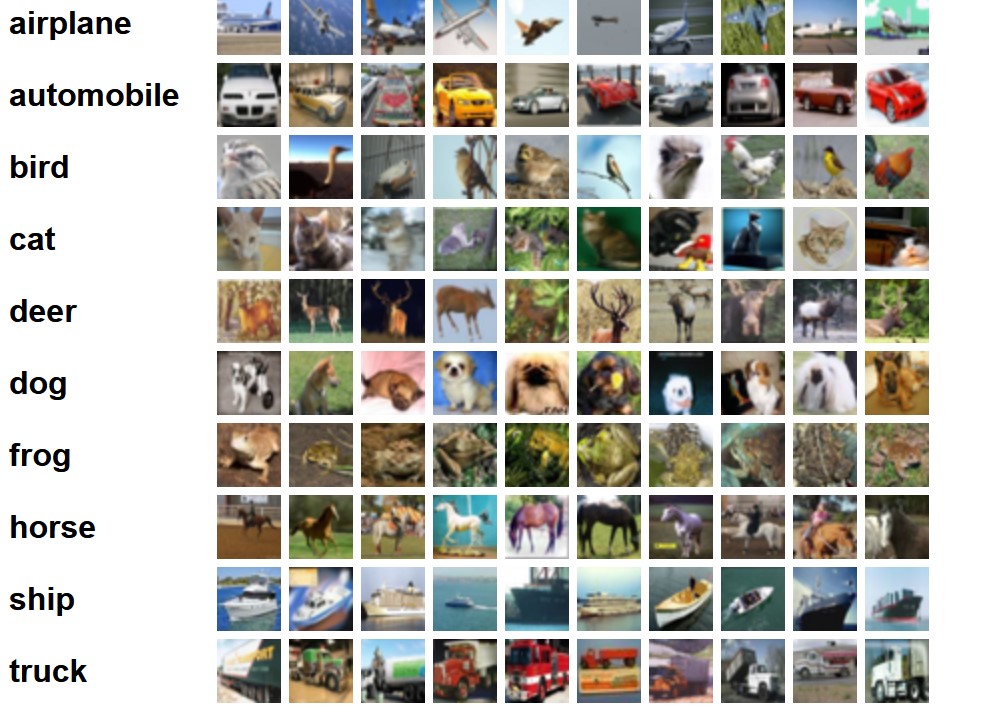 airplane
automobile
bird
cat
deer
dog
frog
horse
ship
truck